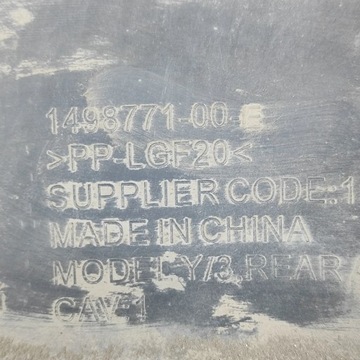 1498771-00-E
>PP-LGF20<
SUPPLIER CODE:1
MADE IN CHINA
MODEL Y/3 REAR
CAV:1